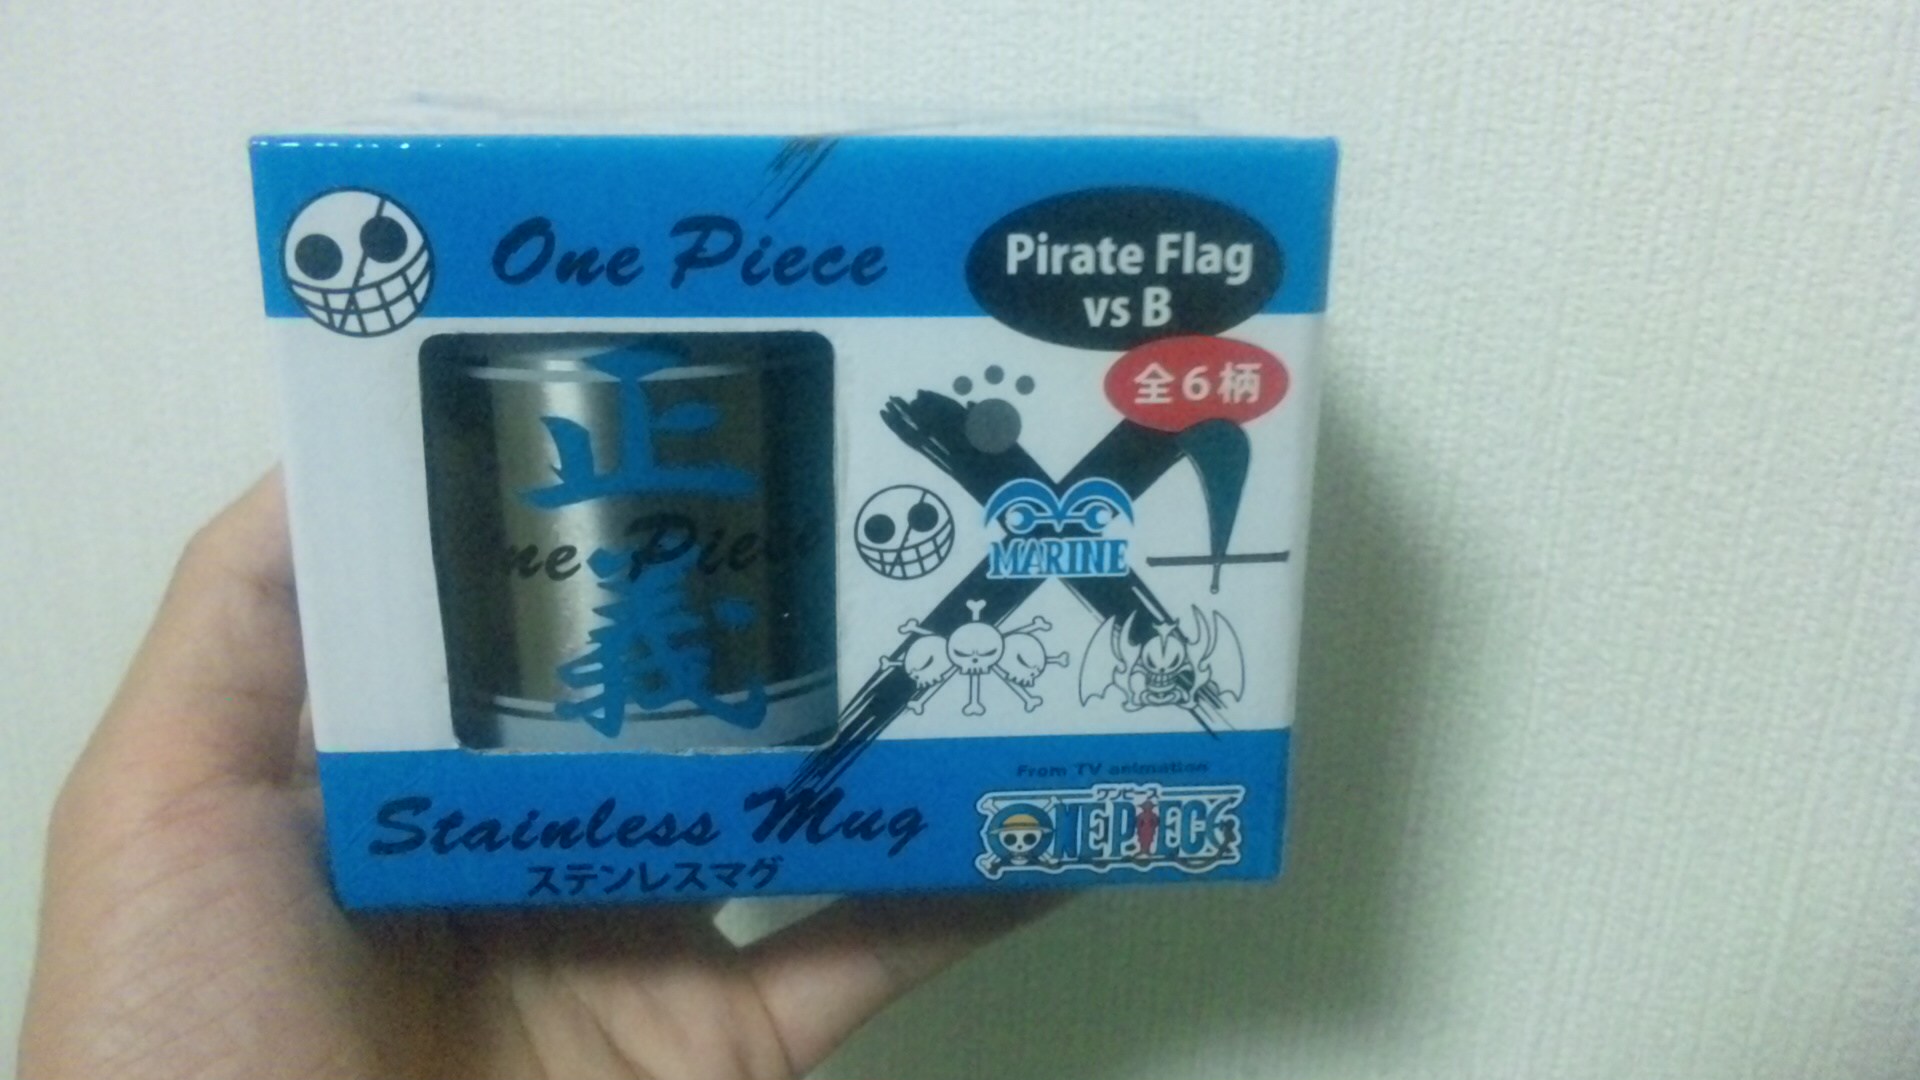 One Piece
Pirate Flag
vs B
全6柄
正義
One Piece
MARINE
Stainless Mug
ステンレスマグ
From TV animation
ワンピース
ONE PIECE